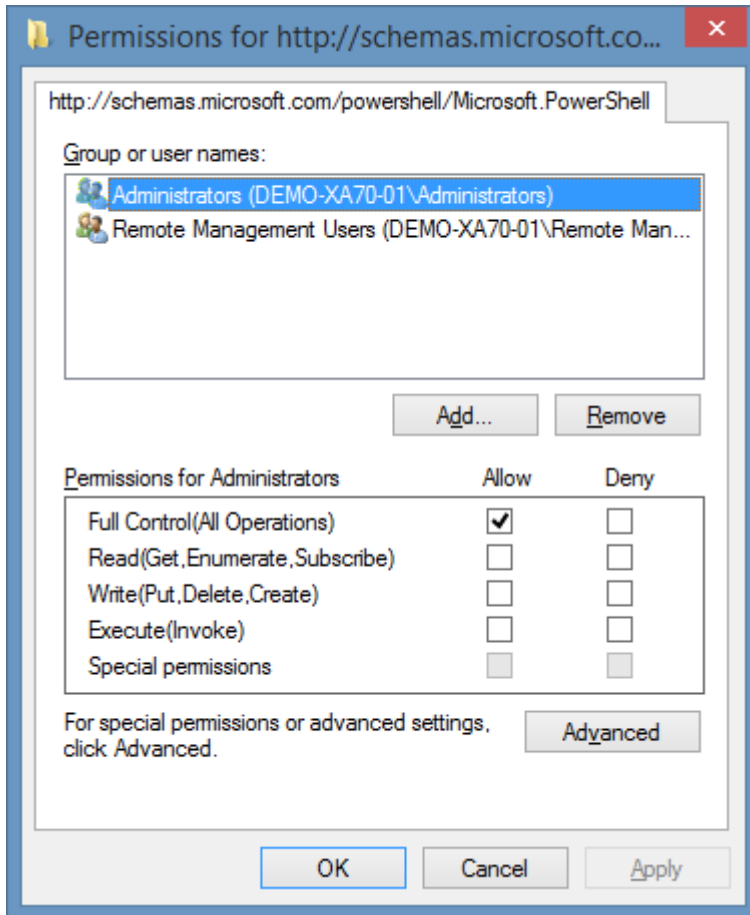 Permissions for http://schemas.microsoft.co...
http://schemas.microsoft.com/powershell/Microsoft.PowerShell
Group or user names:
Administrators (DEMO-XA70-01\Administrators)
Remote Management Users (DEMO-XA70-01\Remote Man...
Add... Remove
Permissions for Administrators Allow Deny
Full Control(All Operations)
Read(Get,Enumerate,Subscribe)
Write(Put,Delete,Create)
Execute(Invoke)
Special permissions
For special permissions or advanced settings,
click Advanced.
Advanced
OK Cancel Apply